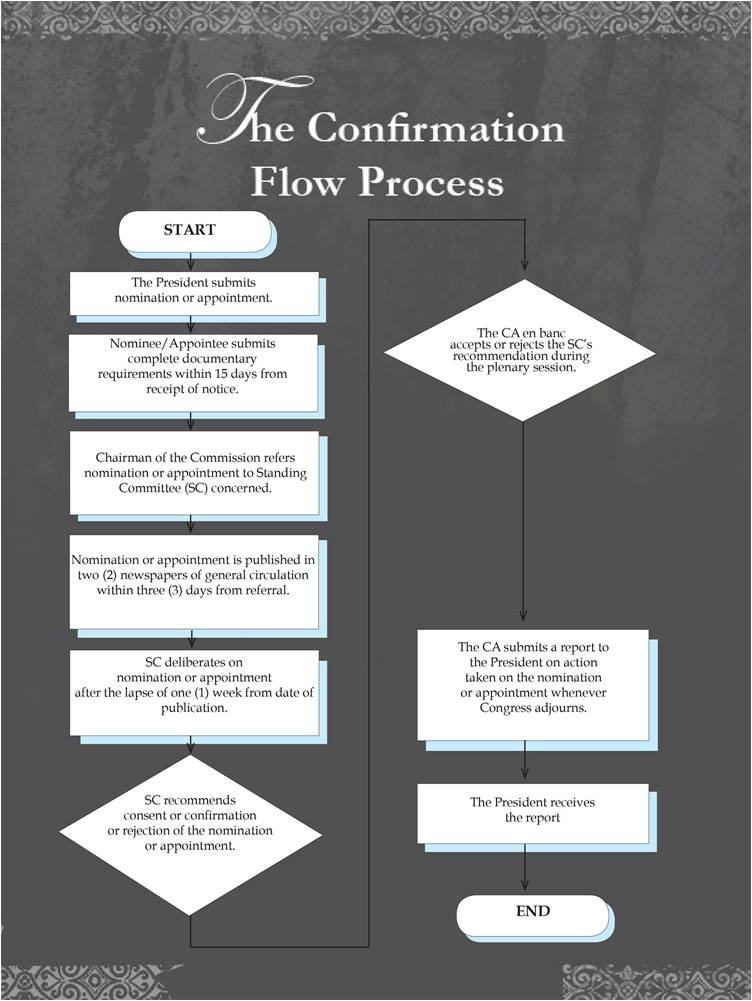 The Confirmation
Flow Process
START
The President submits
nomination or appointment.
Nominee/Appointee submits
complete documentary
requirements within 15 days from
receipt of notice.
Chairman of the Commission refers
nomination or appointment to Standing
Committee (SC) concerned.
Nomination or appointment is published in
two (2) newspapers of general circulation
within three (3) days from referral.
SC deliberates on
nomination or appointment
after the lapse of one (1) week from date of
publication.
SC recommends
consent or confirmation
or rejection of the nomination
or appointment.
The CA en banc
accepts or rejects the SC's
recommendation during
the plenary session.
The CA submits a report to
the President on action
taken on the nomination
or appointment whenever
Congress adjourns.
The President receives
the report
END